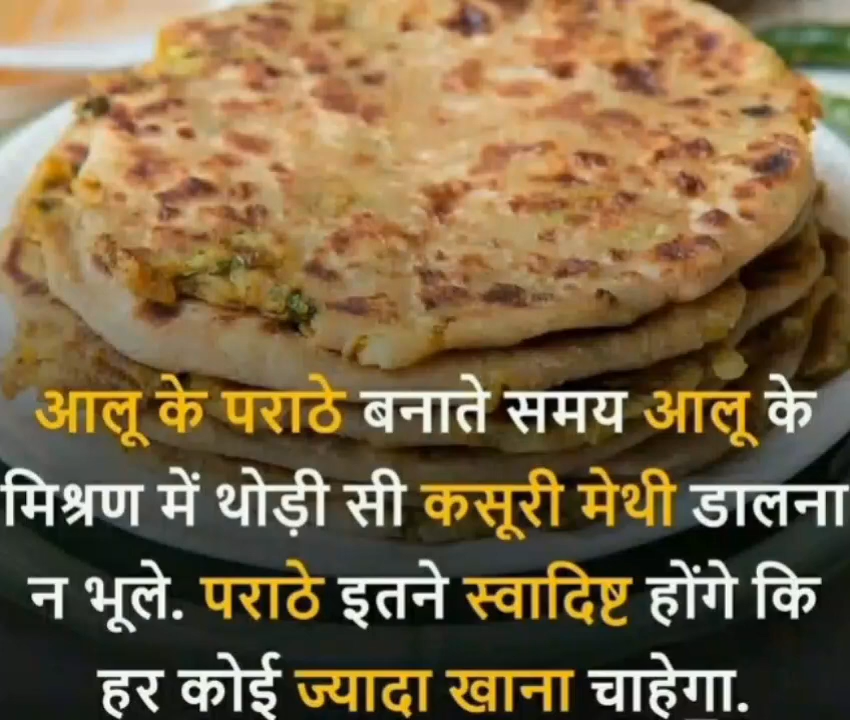 आलू के पराठे बनाते समय आलू के
मिश्रण में थोड़ी सी कसूरी मेथी डालना
न भूले. पराठे इतने स्वादिष्ट होंगे कि
हर कोई ज्यादा खाना चाहेगा.